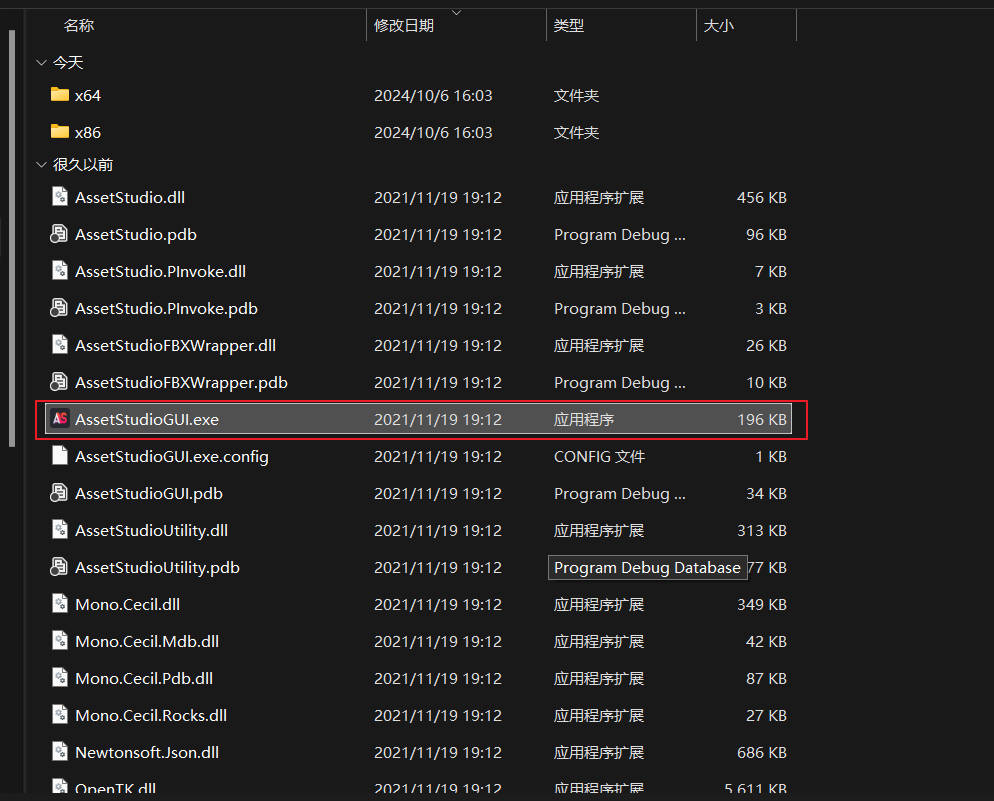 名称 修改日期 类型 大小
今天
x64 2024/10/6 16:03 文件夹
x86 2024/10/6 16:03 文件夹
很久以前
AssetStudio.dll 2021/11/19 19:12 应用程序扩展 456 KB
AssetStudio.pdb 2021/11/19 19:12 Program Debug ... 96 KB
AssetStudio.PInvoke.dll 2021/11/19 19:12 应用程序扩展 7 KB
AssetStudio.PInvoke.pdb 2021/11/19 19:12 Program Debug ... 3 KB
AssetStudioFBXWrapper.dll 2021/11/19 19:12 应用程序扩展 26 KB
AssetStudioFBXWrapper.pdb 2021/11/19 19:12 Program Debug ... 10 KB
AS AssetStudioGUI.exe 2021/11/19 19:12 应用程序 196 KB
AssetStudioGUI.exe.config 2021/11/19 19:12 CONFIG 文件 1 KB
AssetStudioGUI.pdb 2021/11/19 19:12 Program Debug ... 34 KB
AssetStudioUtility.dll 2021/11/19 19:12 应用程序扩展 313 KB
AssetStudioUtility.pdb 2021/11/19 19:12 Program Debug Database 77 KB
Mono.Cecil.dll 2021/11/19 19:12 应用程序扩展 349 KB
Mono.Cecil.Mdb.dll 2021/11/19 19:12 应用程序扩展 42 KB
Mono.Cecil.Pdb.dll 2021/11/19 19:12 应用程序扩展 87 KB
Mono.Cecil.Rocks.dll 2021/11/19 19:12 应用程序扩展 27 KB
Newtonsoft.Json.dll 2021/11/19 19:12 应用程序扩展 686 KB
OpenTK.dll 2021/11/19 19:12 应用程序扩展 5,611 KB